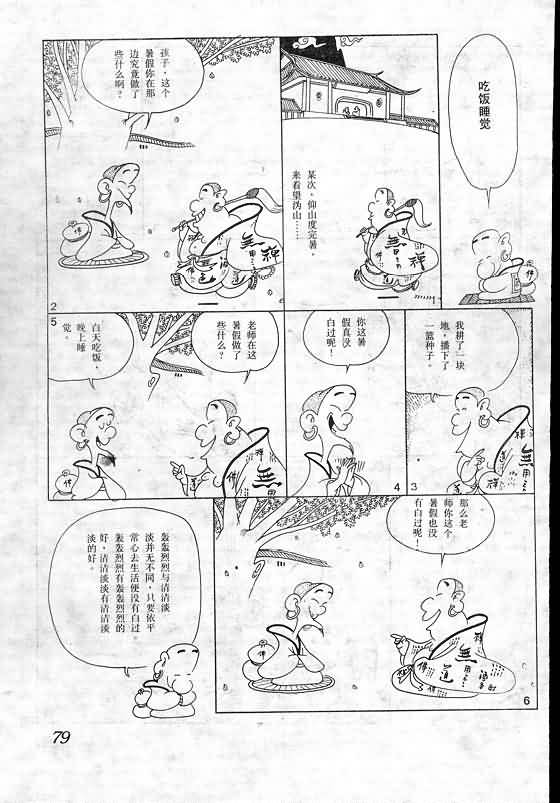 吃饭睡觉
某次，仰山度完暑，
来看望沩山……
孩子，这个
暑假你在那
边究竟做了
些什么啊？
2
我耕了一块
地，播下了
一篮种子。
3
你这暑
假真没
白过呢！
4
老师在这
暑假做了
些什么？
白天吃饭，
晚上睡
觉。
5
那么老
师你这个
暑假也没
有白过呢！
6
轰轰烈烈与清清淡
淡并无不同，只要依平
常心去生活便没有白过。
轰轰烈烈有轰轰烈烈的
好，清清淡淡有清清淡
淡的好。
79